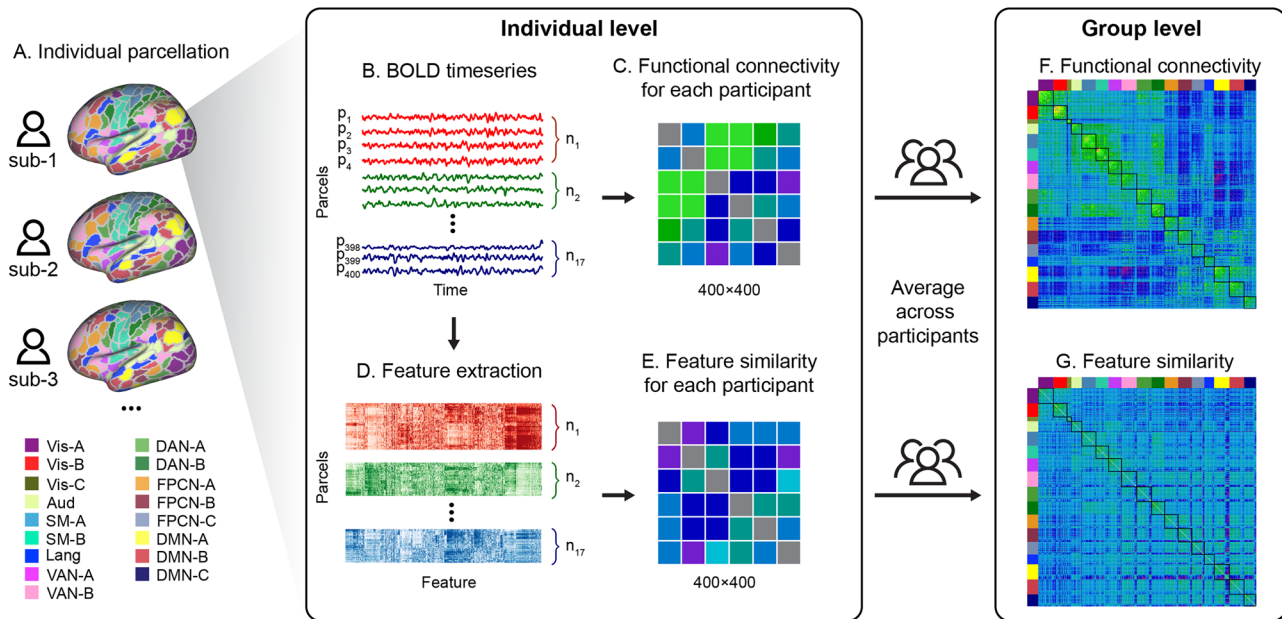 A. Individual parcellation
sub-1
sub-2
sub-3
•••
Vis-A
Vis-B
Vis-C
Aud
SM-A
SM-B
Lang
VAN-A
VAN-B
DAN-A
DAN-B
FPCN-A
FPCN-B
FPCN-C
DMN-A
DMN-B
DMN-C
Individual level
B. BOLD timeseries
Parcels
p1
p2
p3
p4
n1
n2
p398
p399
p400
n17
Time
C. Functional connectivity
for each participant
400×400
D. Feature extraction
Parcels
n1
n2
n17
Feature
E. Feature similarity
for each participant
400×400
Average
across
participants
Group level
F. Functional connectivity
G. Feature similarity